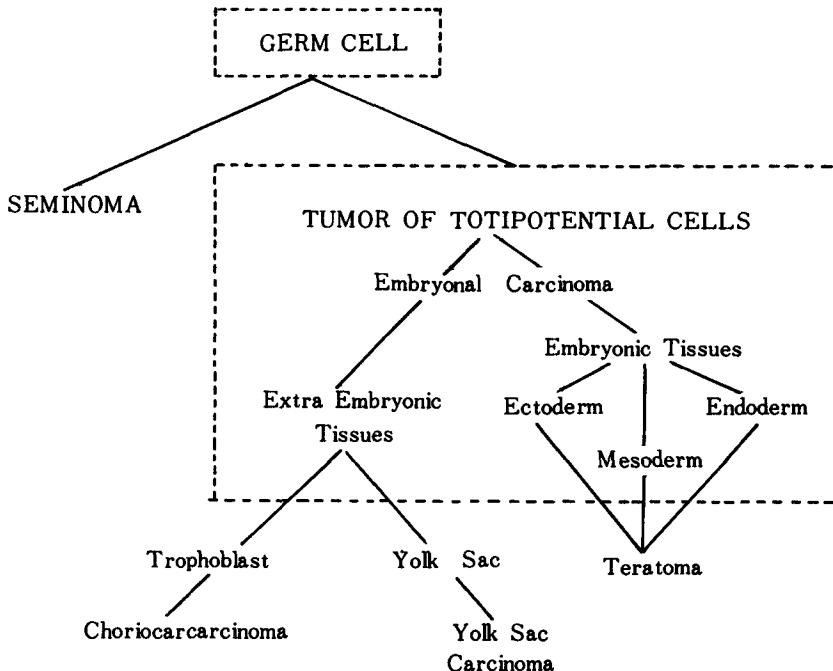 GERM CELL
SEMINOMA
TUMOR OF TOTIPOTENTIAL CELLS
Embryonal Carcinoma
Embryonic Tissues
Extra Embryonic
Tissues
Ectoderm
Endoderm
Mesoderm
Trophoblast
Yolk Sac
Teratoma
Choriocarcarcinoma
Yolk Sac
Carcinoma